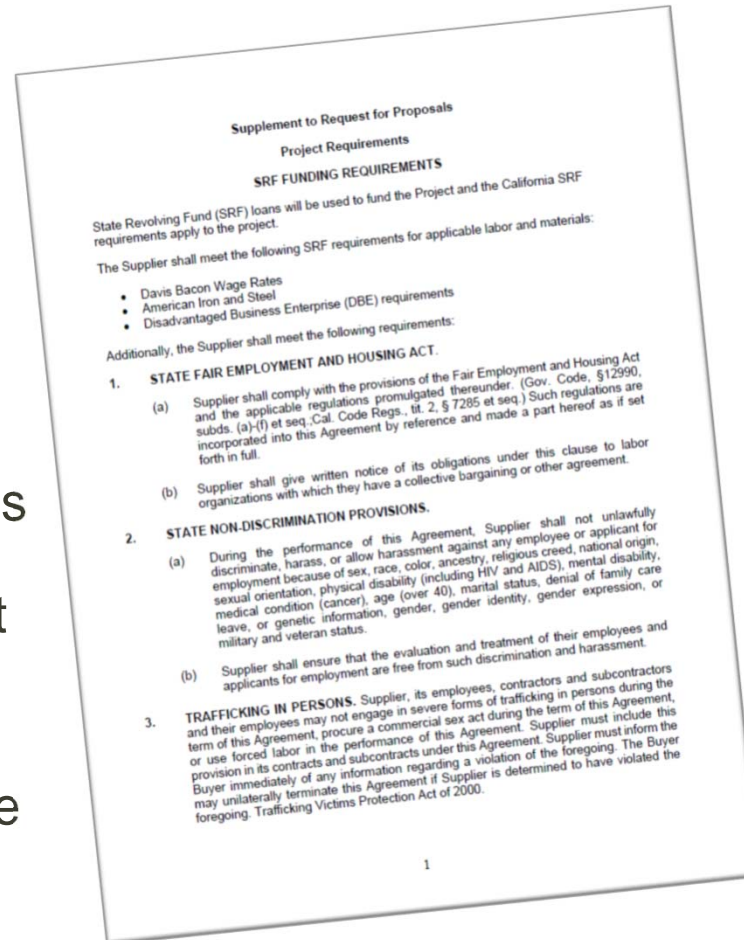 Supplement to Request for Proposals
Project Requirements
SRF FUNDING REQUIREMENTS
State Revolving Fund (SRF) loans will be used to fund the Project and the California SRF
requirements apply to the project.
The Supplier shall meet the following SRF requirements for applicable labor and materials:
• Davis Bacon Wage Rates
• American Iron and Steel
• Disadvantaged Business Enterprise (DBE) requirements
Additionally, the Supplier shall meet the following requirements:
1. STATE FAIR EMPLOYMENT AND HOUSING ACT.
(a) Supplier shall comply with the provisions of the Fair Employment and Housing Act
and the applicable regulations promulgated thereunder. (Gov. Code, §12990,
subds. (a)-(f) et seq.;Cal. Code Regs., tit. 2, § 7285 et seq.) Such regulations are
incorporated into this Agreement by reference and made a part hereof as if set
forth in full.
(b) Supplier shall give written notice of its obligations under this clause to labor
organizations with which they have a collective bargaining or other agreement.
2. STATE NON-DISCRIMINATION PROVISIONS.
(a) During the performance of this Agreement, Supplier shall not unlawfully
discriminate, harass, or allow harassment against any employee or applicant for
employment because of sex, race, color, ancestry, religious creed, national origin,
sexual orientation, physical disability (including HIV and AIDS), mental disability,
medical condition (cancer), age (over 40), marital status, denial of family care
leave, or genetic information, gender, gender identity, gender expression, or
military and veteran status.
(b) Supplier shall ensure that the evaluation and treatment of their employees and
applicants for employment are free from such discrimination and harassment.
3. TRAFFICKING IN PERSONS. Supplier, its employees, contractors and subcontractors
and their employees may not engage in severe forms of trafficking in persons during the
term of this Agreement, procure a commercial sex act during the term of this Agreement,
or use forced labor in the performance of this Agreement. Supplier must include this
provision in its contracts and subcontracts under this Agreement. Supplier must inform the
Buyer immediately of any information regarding a violation of the foregoing. The Buyer
may unilaterally terminate this Agreement if Supplier is determined to have violated the
foregoing. Trafficking Victims Protection Act of 2000.
1
s
t
e